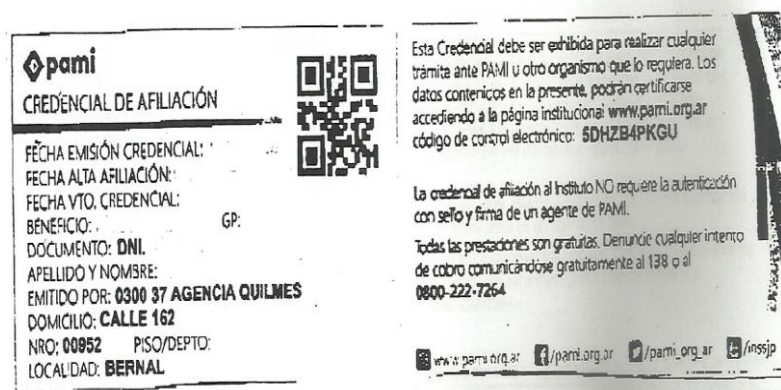 pami
CREDENCIAL DE AFILIACIÓN
FECHA EMISIÓN CREDENCIAL:
FECHA ALTA AFILIACIÓN:
FECHA VTO. CREDENCIAL:
BENEFICIO: GP:
DOCUMENTO: DNI.
APELLIDO Y NOMBRE:
EMITIDO POR: 0300 37 AGENCIA QUILMES
DOMICILIO: CALLE 162
NRO: 00952 PISO/DEPTO:
LOCALIDAD: BERNAL
Esta Credencial debe ser exhibida para realizar cualquier
trámite ante PAMI u otro organismo que lo requiera. Los
datos contenidos en la presente, podrán certificarse
accediendo a la página institucional www.pami.org.ar
código de control electrónico: 5DHZB4PKGU
La credencial de afiliación al Instituto NO requiere la autenticación
con sello y firma de un agente de PAMI.
Todas las prestaciones son gratuitas. Denuncie cualquier intento
de cobro comunicándose gratuitamente al 138 o al
0800-222-7264
www.pami.org.ar /pami.org.ar /pami_org_ar /inssjp